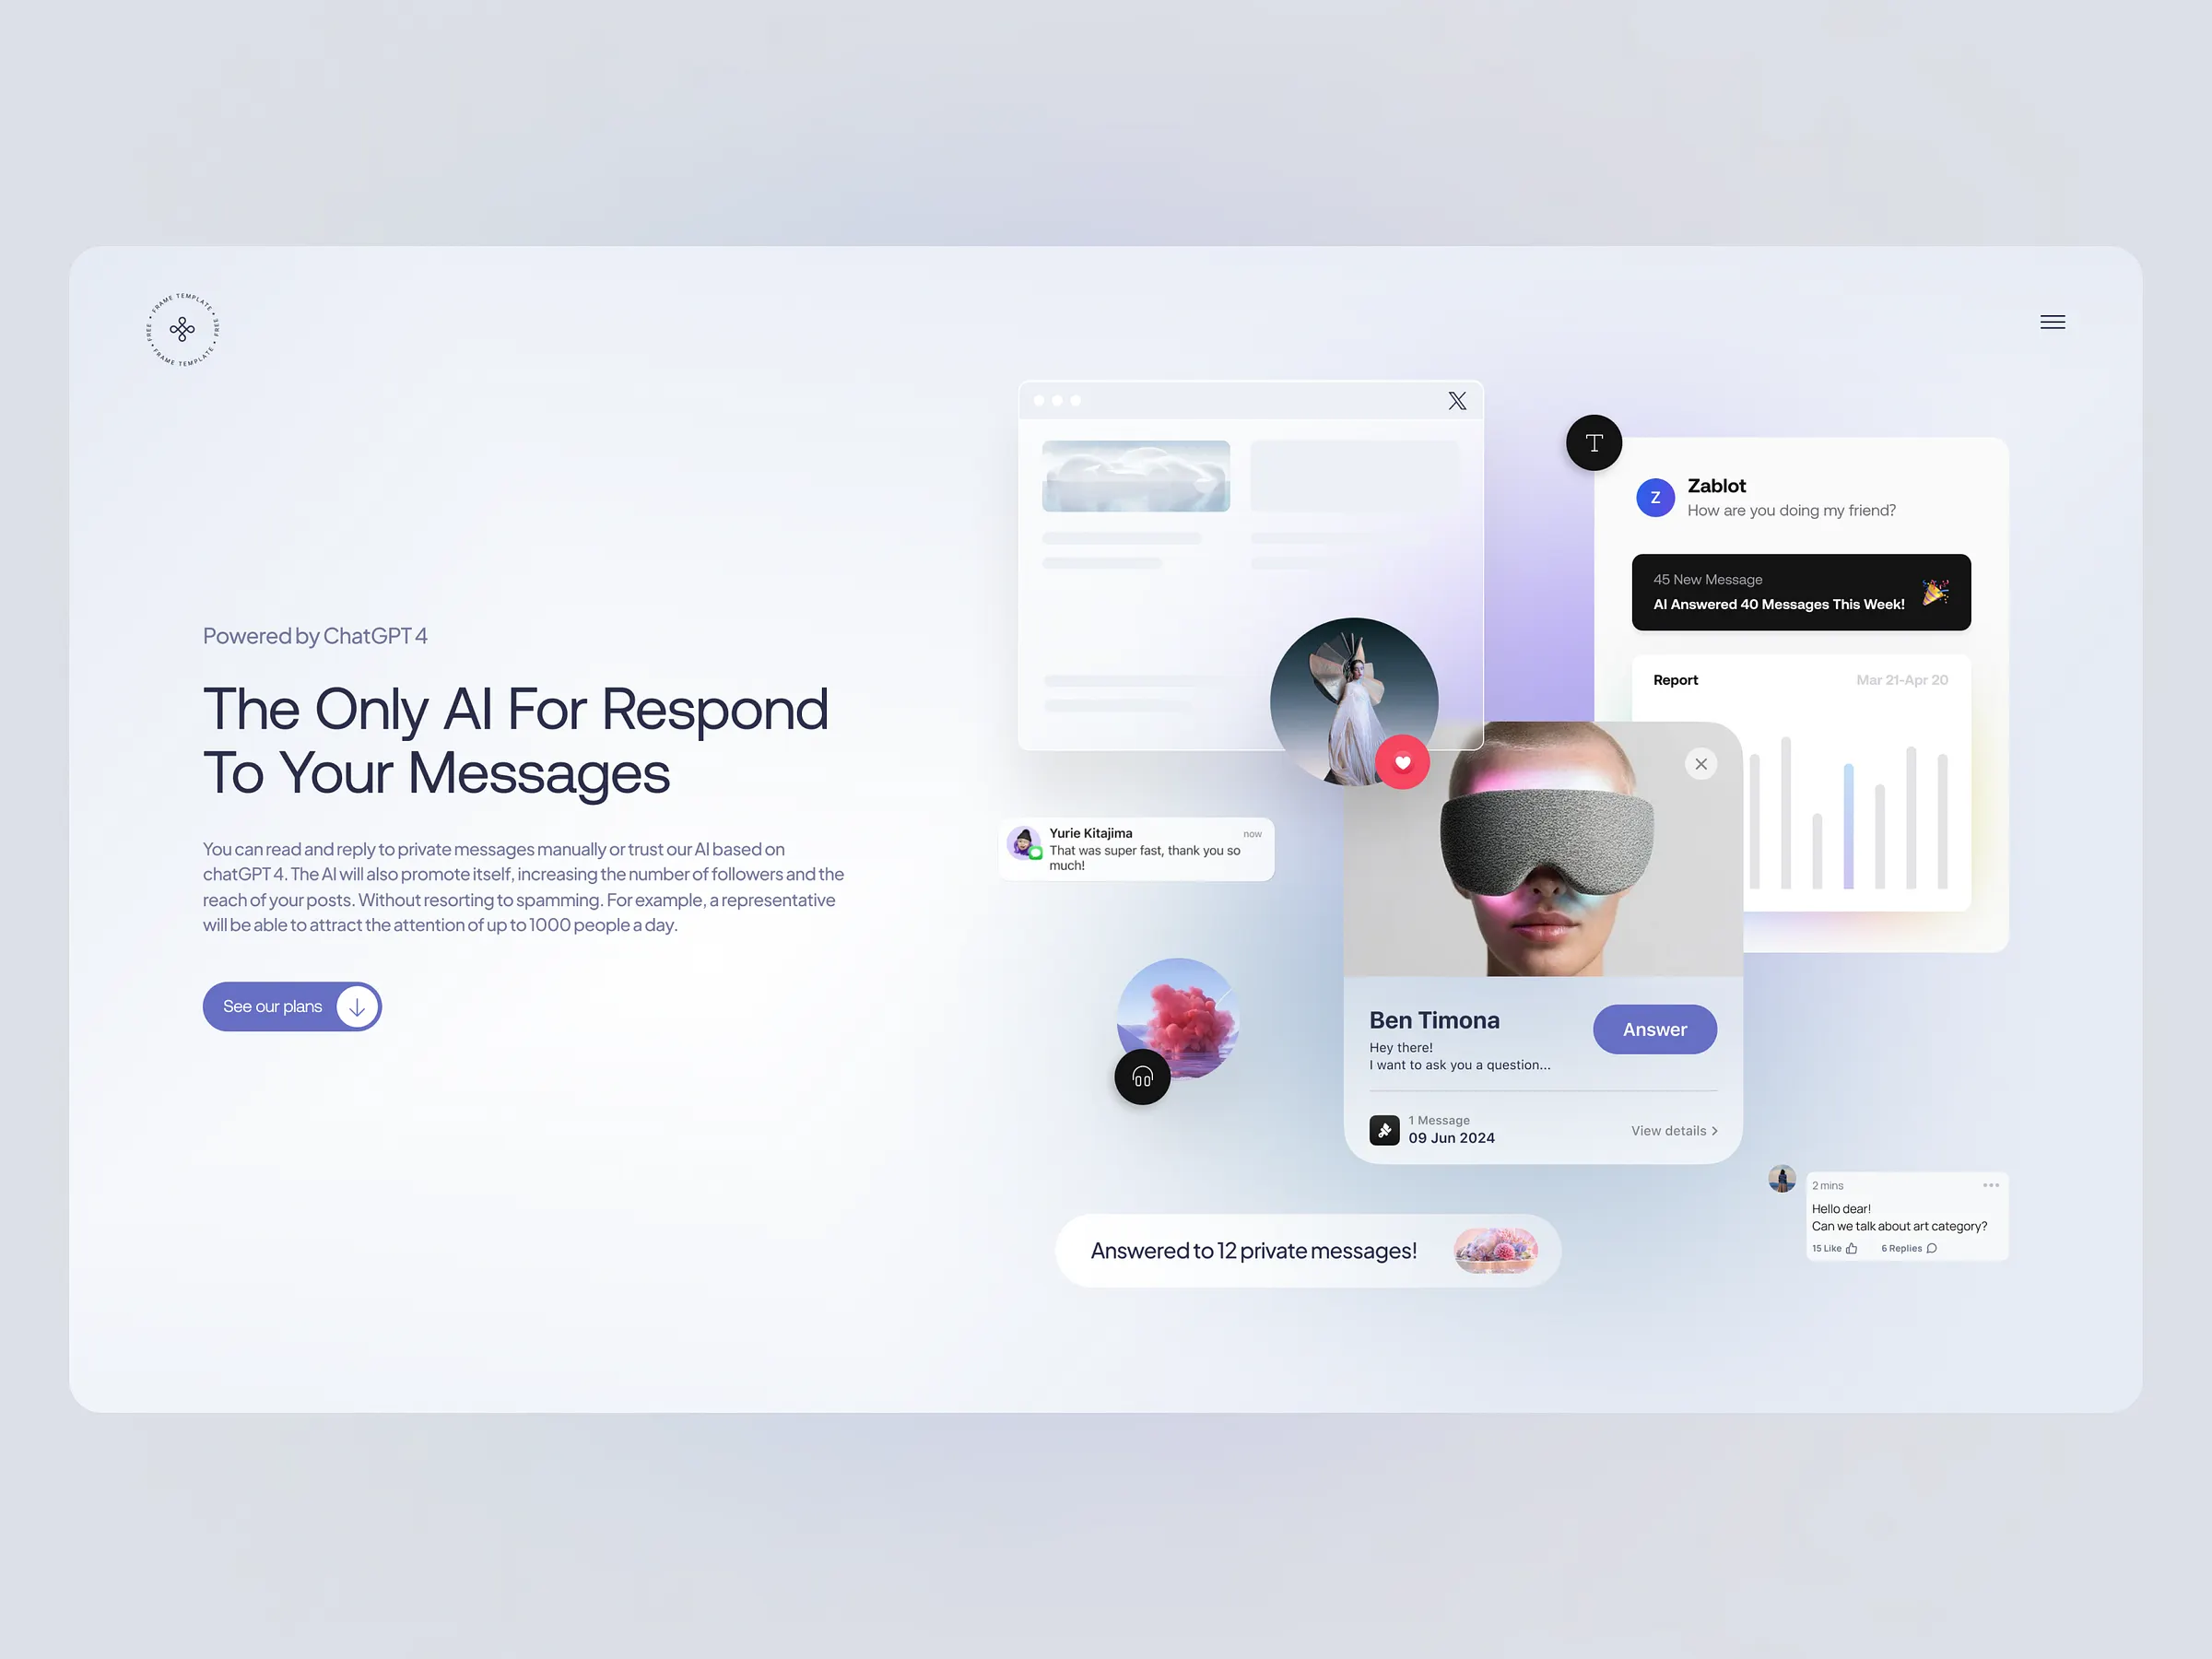 FREE • FRAME TEMPLATE • FREE • FRAME TEMPLATE •
Powered by ChatGPT 4
The Only AI For Respond
To Your Messages
You can read and reply to private messages manually or trust our AI based on
chatGPT 4. The AI will also promote itself, increasing the number of followers and the
reach of your posts. Without resorting to spamming. For example, a representative
will be able to attract the attention of up to 1000 people a day.
See our plans
T
Z
Zablot
How are you doing my friend?
45 New Message
AI Answered 40 Messages This Week!
Report
Mar 21-Apr 20
Yurie Kitajima
now
That was super fast, thank you so
much!
Ben Timona
Hey there!
I want to ask you a question...
Answer
1 Message
09 Jun 2024
View details
2 mins
Hello dear!
Can we talk about art category?
15 Like
6 Replies
Answered to 12 private messages!